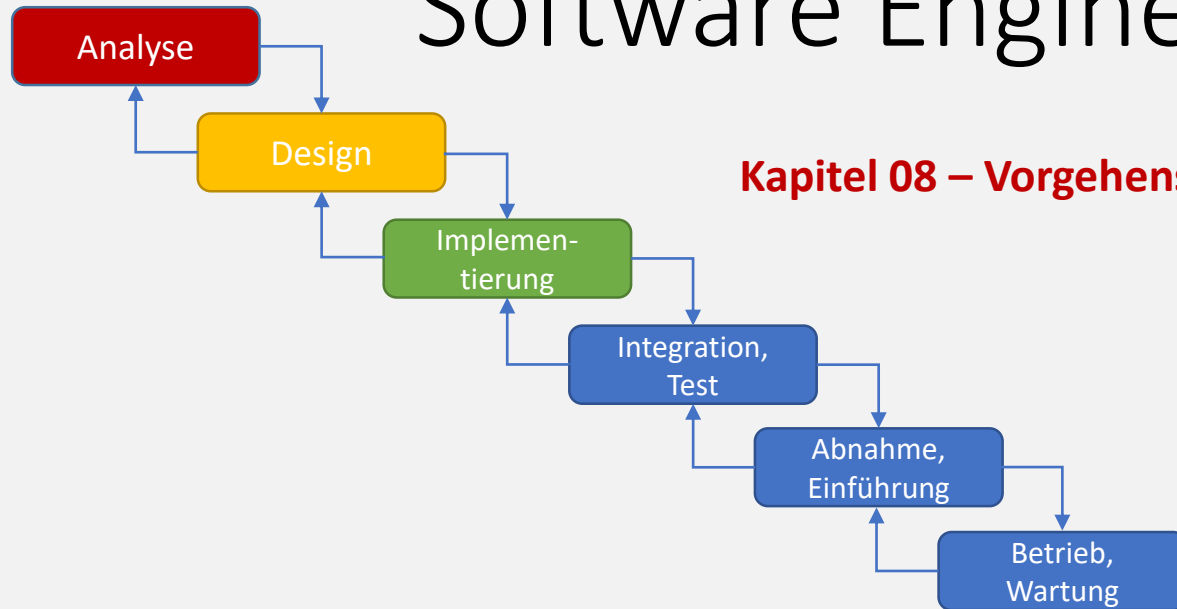 Software Engine
Analyse
Design
Kapitel 08 – Vorgehens
Implemen-
tierung
Integration,
Test
Abnahme,
Einführung
Betrieb,
Wartung